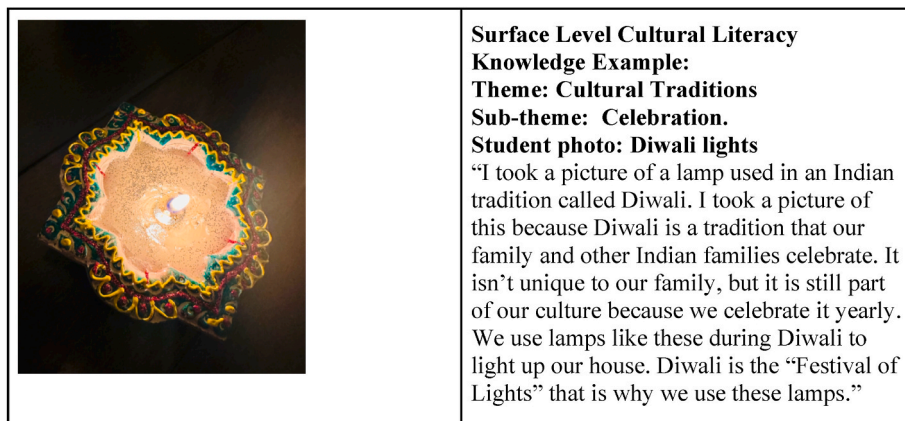 Surface Level Cultural Literacy
Knowledge Example:
Theme: Cultural Traditions
Sub-theme:  Celebration.
Student photo: Diwali lights
“I took a picture of a lamp used in an Indian
tradition called Diwali. I took a picture of
this because Diwali is a tradition that our
family and other Indian families celebrate. It
isn’t unique to our family, but it is still part
of our culture because we celebrate it yearly.
We use lamps like these during Diwali to
light up our house. Diwali is the “Festival of
Lights” that is why we use these lamps.”